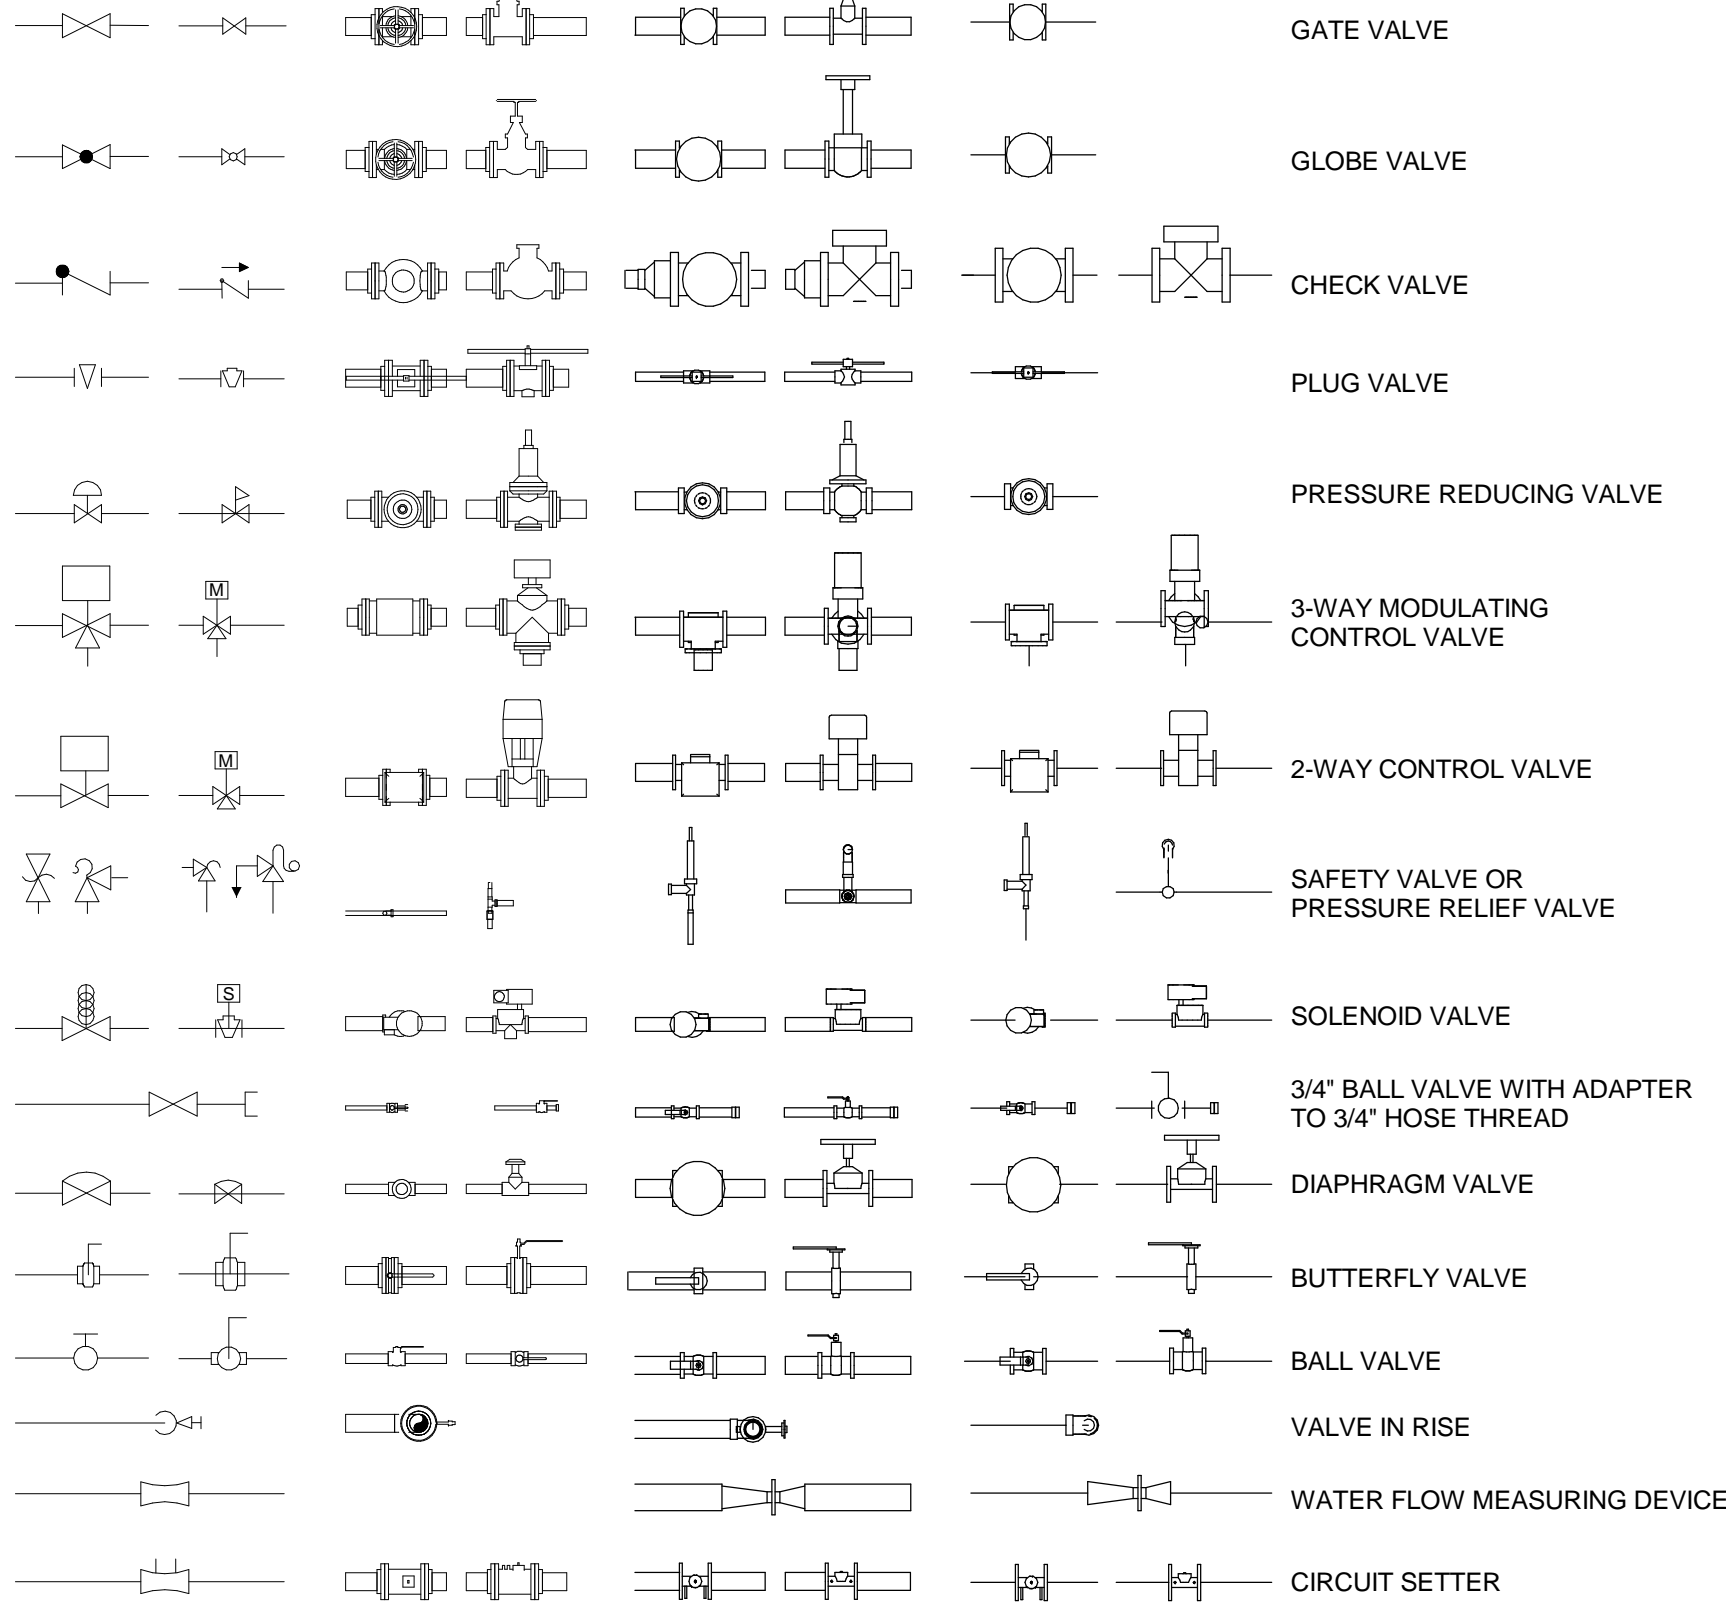 GATE VALVE
GLOBE VALVE
CHECK VALVE
PLUG VALVE
PRESSURE REDUCING VALVE
M
3-WAY MODULATING
CONTROL VALVE
M
2-WAY CONTROL VALVE
SAFETY VALVE OR
PRESSURE RELIEF VALVE
S
SOLENOID VALVE
3/4" BALL VALVE WITH ADAPTER
TO 3/4" HOSE THREAD
DIAPHRAGM VALVE
BUTTERFLY VALVE
BALL VALVE
VALVE IN RISE
WATER FLOW MEASURING DEVICE
CIRCUIT SETTER